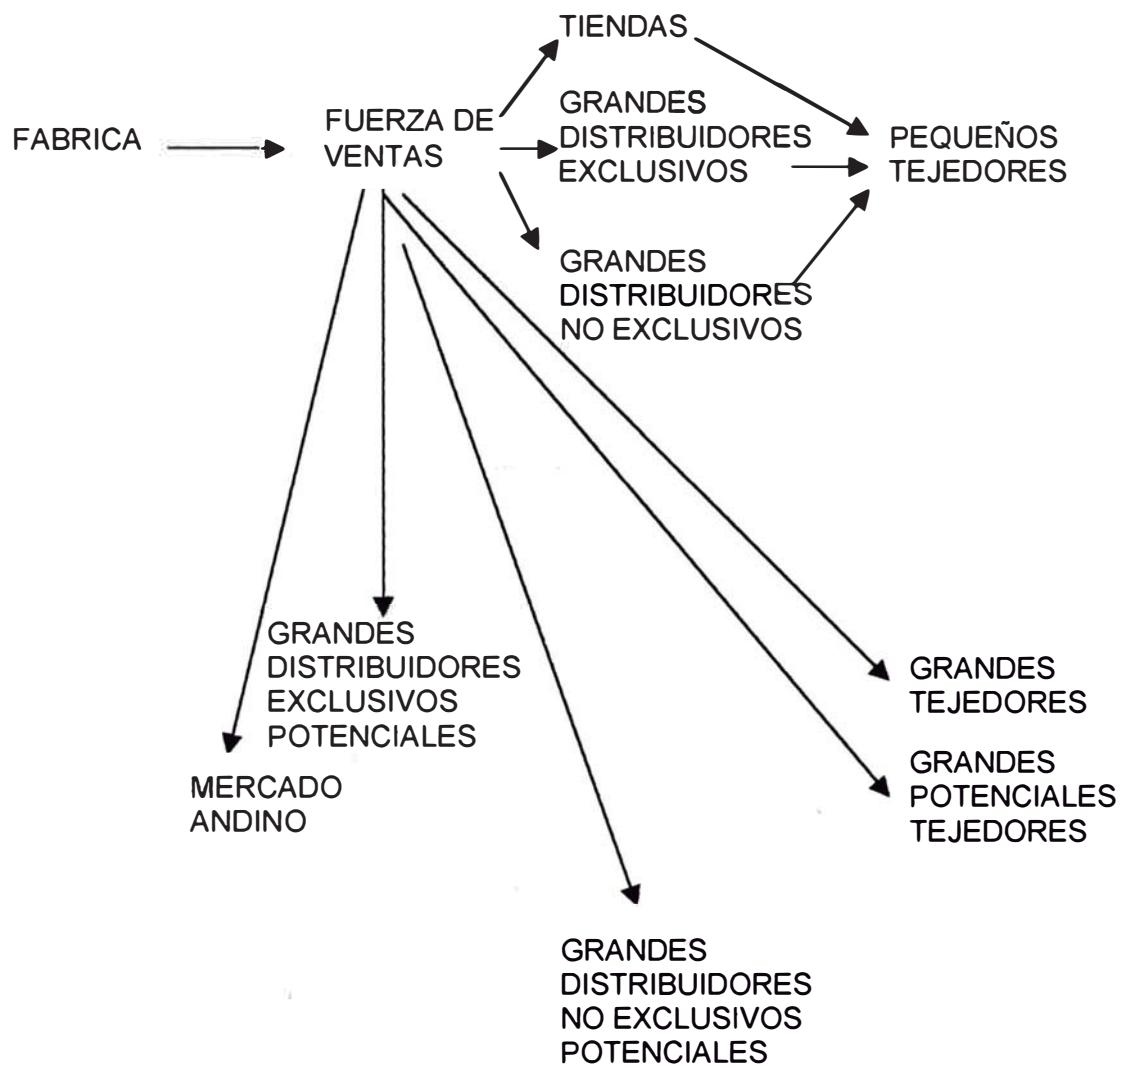 TIENDAS
FABRICA
FUERZA DE
VENTAS
GRANDES
DISTRIBUIDORES
EXCLUSIVOS
PEQUEÑOS
TEJEDORES
GRANDES
DISTRIBUIDORES
NO EXCLUSIVOS
GRANDES
DISTRIBUIDORES
EXCLUSIVOS
POTENCIALES
MERCADO
ANDINO
GRANDES
TEJEDORES
GRANDES
POTENCIALES
TEJEDORES
GRANDES
DISTRIBUIDORES
NO EXCLUSIVOS
POTENCIALES